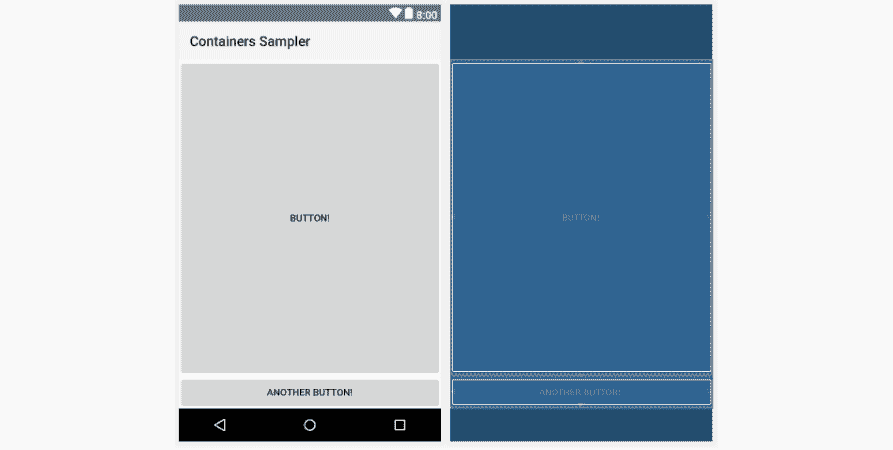 8:00
Containers Sampler
BUTTON!
BUTTON!
ANOTHER BUTTON!
ANOTHER BUTTON!